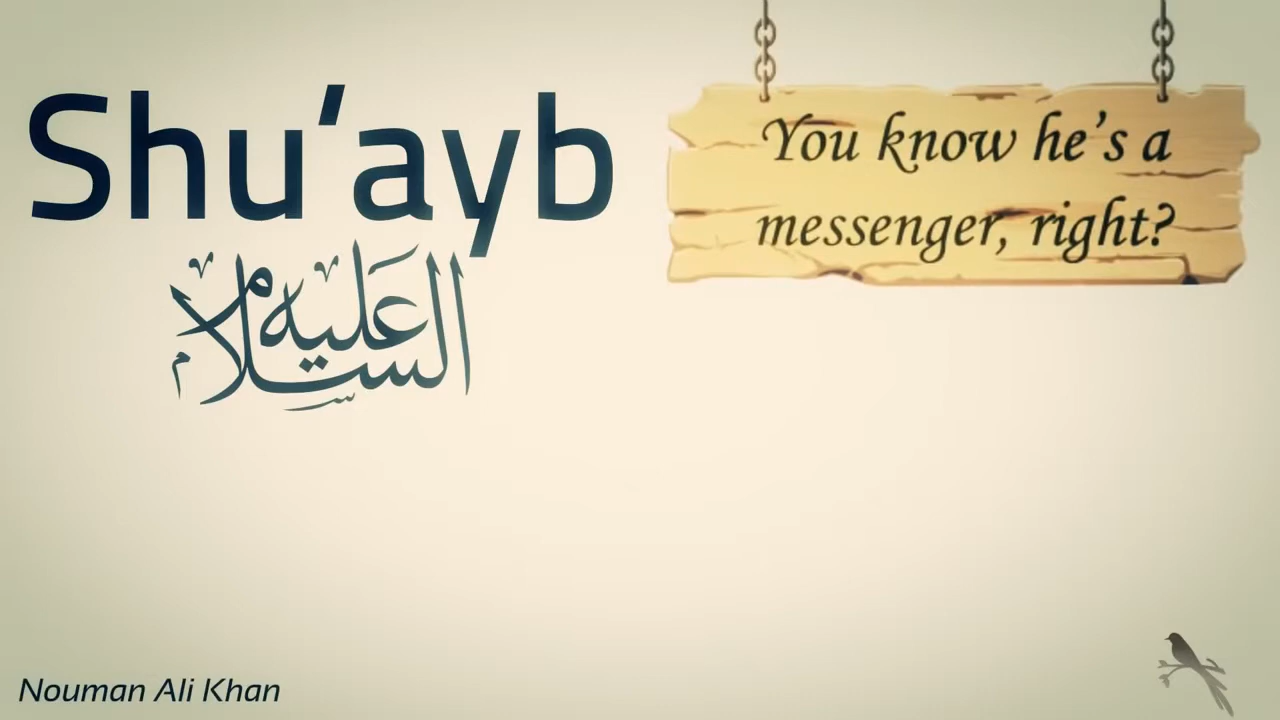 Shu’ayb
عليه السلام
You know he’s a
messenger, right?
Nouman Ali Khan